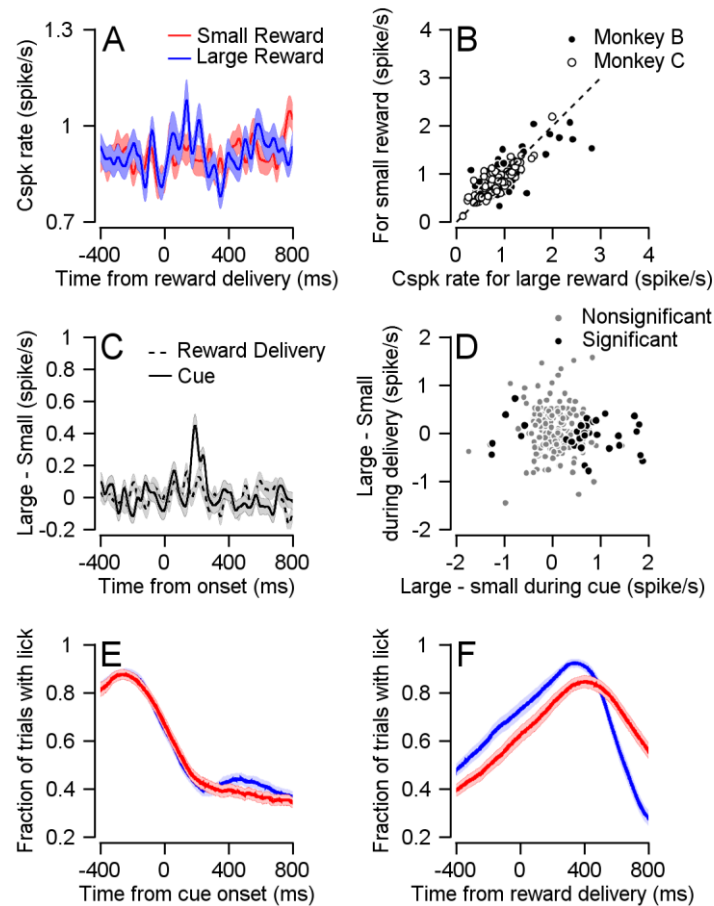 A
Small Reward
Large Reward
Cspk rate (spike/s)
1.3
1
0.7
-400 0 400 800
Time from reward delivery (ms)
B
Monkey B
Monkey C
For small reward (spike/s)
4
3
2
1
0
0 1 2 3 4
Cspk rate for large reward (spike/s)
C
Reward Delivery
Cue
Large - Small (spike/s)
1
0.8
0.6
0.4
0.2
0
-0.2
-400 0 400 800
Time from onset (ms)
D
Nonsignificant
Significant
Large - Small
during delivery (spike/s)
2
1
0
-1
-2
-2 -1 0 1 2
Large - small during cue (spike/s)
E
Fraction of trials with lick
1
0.8
0.6
0.4
0.2
-400 0 400 800
Time from cue onset (ms)
F
Fraction of trials with lick
1
0.8
0.6
0.4
0.2
-400 0 400 800
Time from reward delivery (ms)